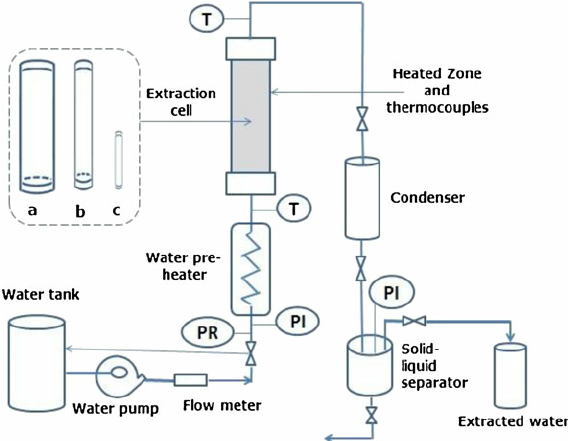 T
Extraction
cell
Heated Zone
and
thermocouples
a
b
c
T
Condenser
Water pre-
heater
Water tank
PR
PI
PI
Solid-
liquid
separator
Water pump
Flow meter
Extracted water